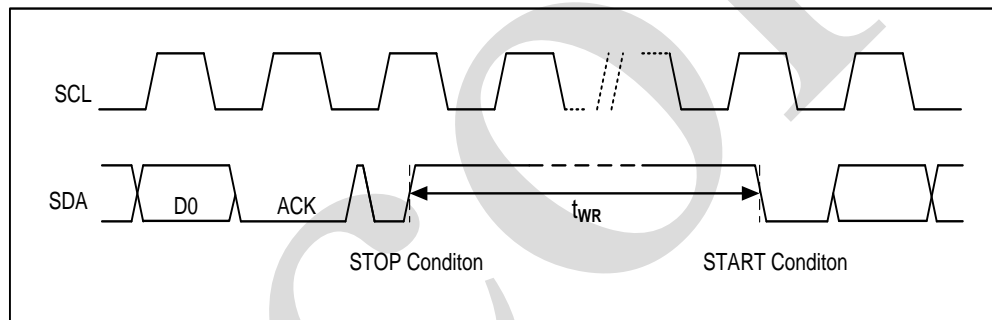 SCL
SDA
D0
ACK
tWR
STOP Conditon
START Conditon